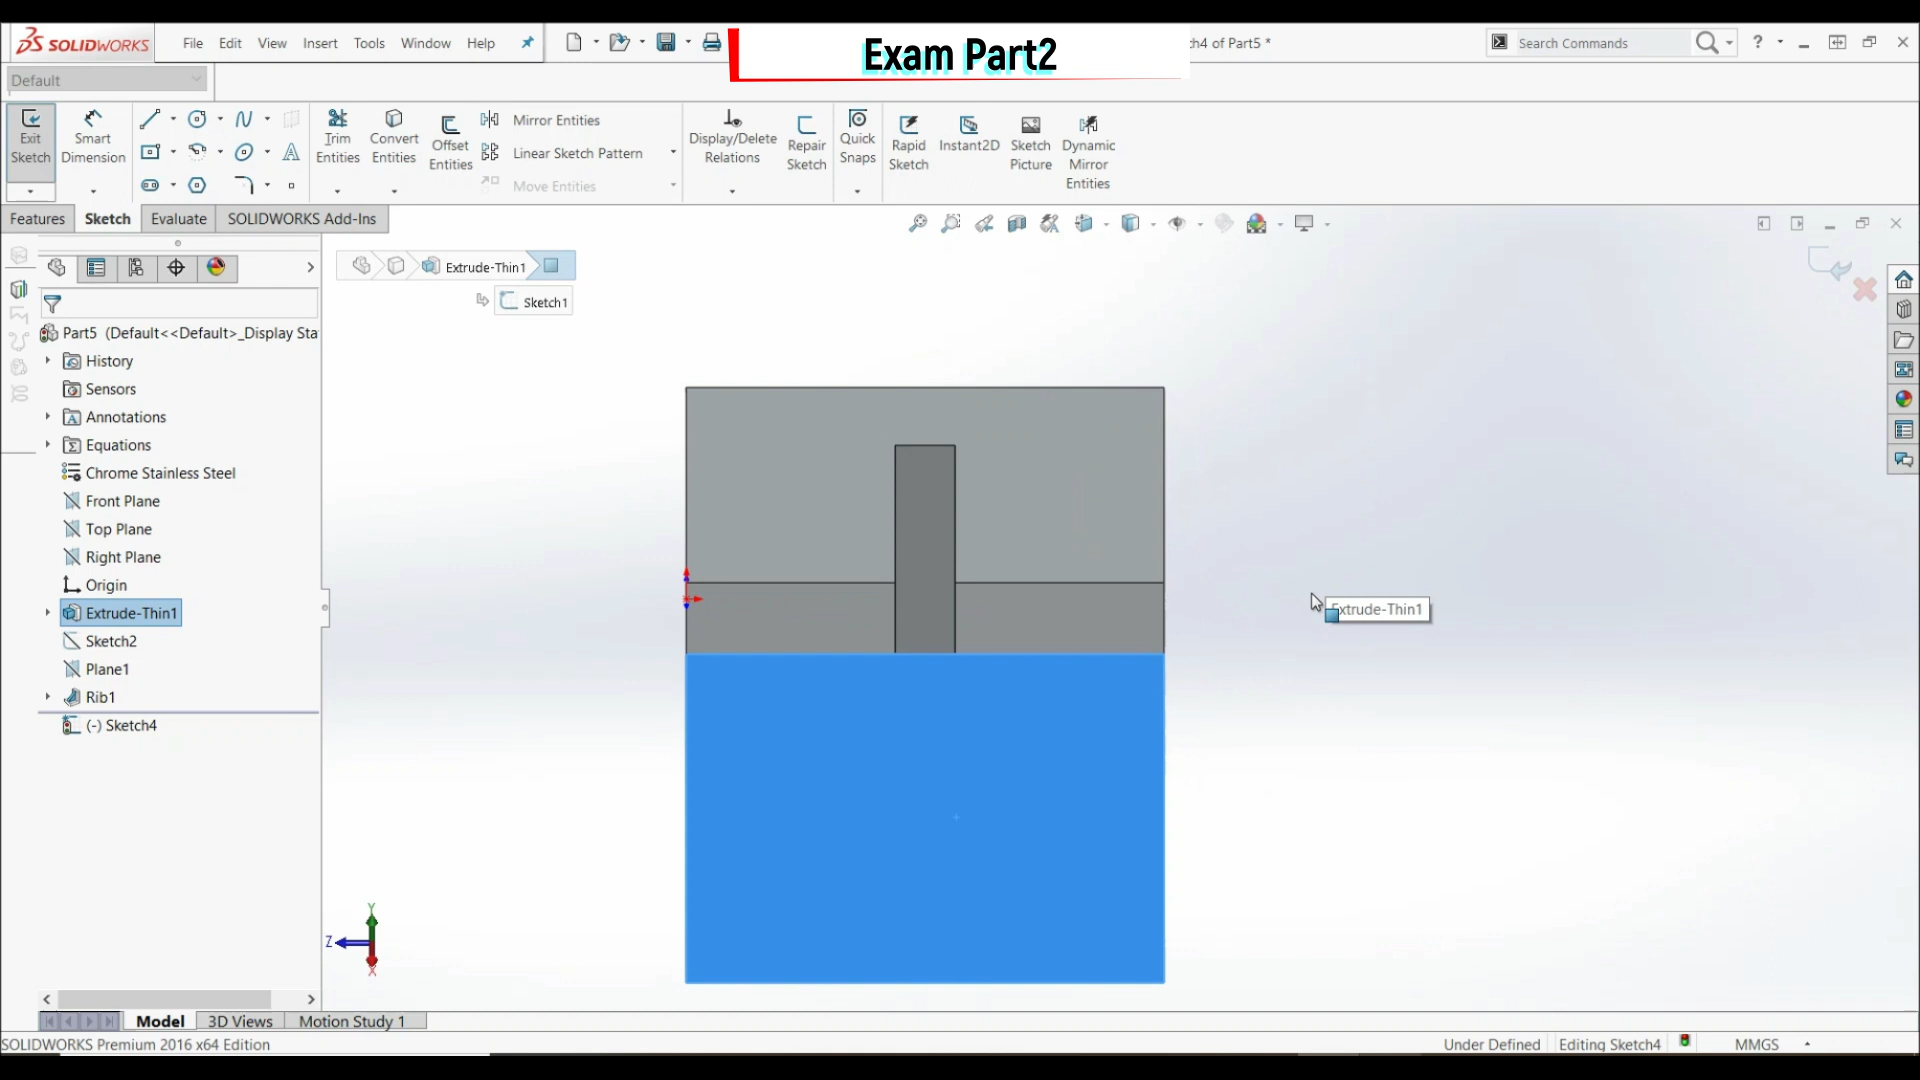 SOLIDWORKS
File Edit View Insert Tools Window Help
Exam Part2
ch4 of Part5 *
Search Commands
?
Default
Exit Sketch
Smart Dimension
Trim Entities
Convert Entities
Offset Entities
Mirror Entities
Linear Sketch Pattern
Move Entities
Display/Delete Relations
Repair Sketch
Quick Snaps
Rapid Sketch
Instant2D
Sketch Picture
Dynamic Mirror Entities
Features Sketch Evaluate SOLIDWORKS Add-Ins
Extrude-Thin1
Sketch1
Part5 (Default<<Default>_Display Sta
History
Sensors
Annotations
Equations
Chrome Stainless Steel
Front Plane
Top Plane
Right Plane
Origin
Extrude-Thin1
Sketch2
Plane1
Rib1
(-) Sketch4
Extrude-Thin1
Y
Z
X
Model 3D Views Motion Study 1
SOLIDWORKS Premium 2016 x64 Edition
Under Defined Editing Sketch4 MMGS